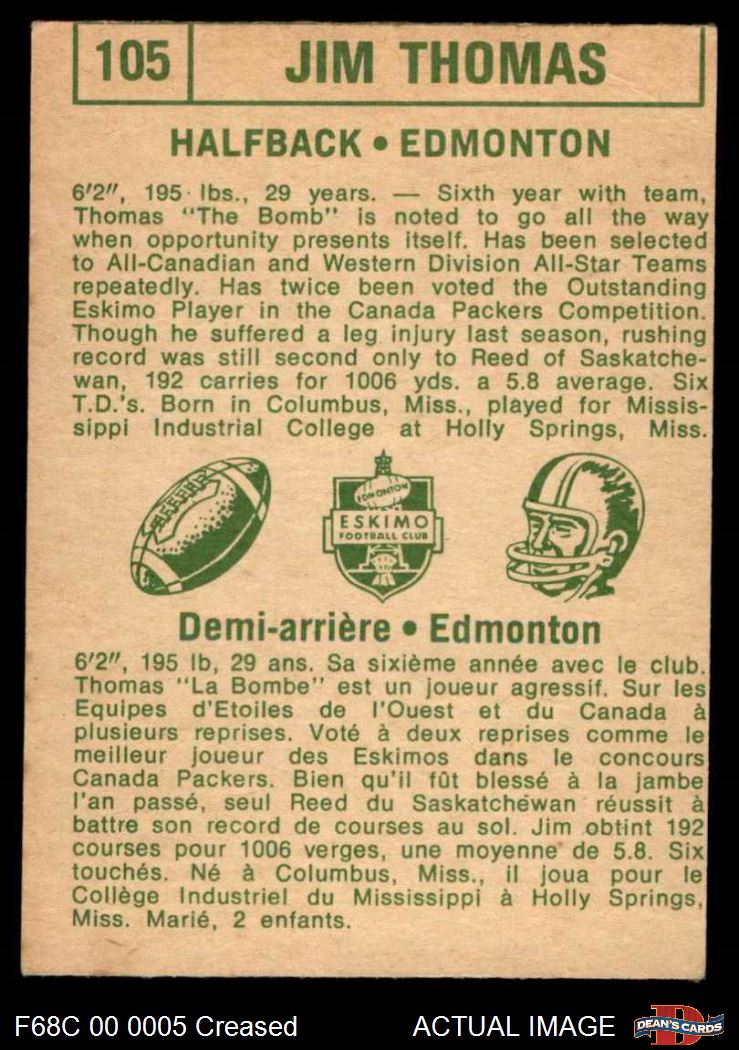 105 JIM THOMAS
HALFBACK • EDMONTON
6'2", 195 lbs., 29 years. — Sixth year with team,
Thomas "The Bomb" is noted to go all the way
when opportunity presents itself. Has been selected
to All-Canadian and Western Division All-Star Teams
repeatedly. Has twice been voted the Outstanding
Eskimo Player in the Canada Packers Competition.
Though he suffered a leg injury last season, rushing
record was still second only to Reed of Saskatche-
wan, 192 carries for 1006 yds. a 5.8 average. Six
T.D.'s. Born in Columbus, Miss., played for Missis-
sippi Industrial College at Holly Springs, Miss.
EDMONTON
ESKIMO
FOOTBALL CLUB
Demi-arrière • Edmonton
6'2", 195 lb, 29 ans. Sa sixième année avec le club.
Thomas "La Bombe" est un joueur agressif. Sur les
Equipes d'Etoiles de l'Ouest et du Canada à
plusieurs reprises. Voté à deux reprises comme le
meilleur joueur des Eskimos dans le concours
Canada Packers. Bien qu'il fût blessé à la jambe
l'an passé, seul Reed du Saskatchewan réussit à
battre son record de courses au sol. Jim obtint 192
courses pour 1006 verges, une moyenne de 5.8. Six
touchés. Né à Columbus, Miss., il joua pour le
Collège Industriel du Mississippi à Holly Springs,
Miss. Marié, 2 enfants.
F68C 00 0005 Creased ACTUAL IMAGE DEAN'S CARDS